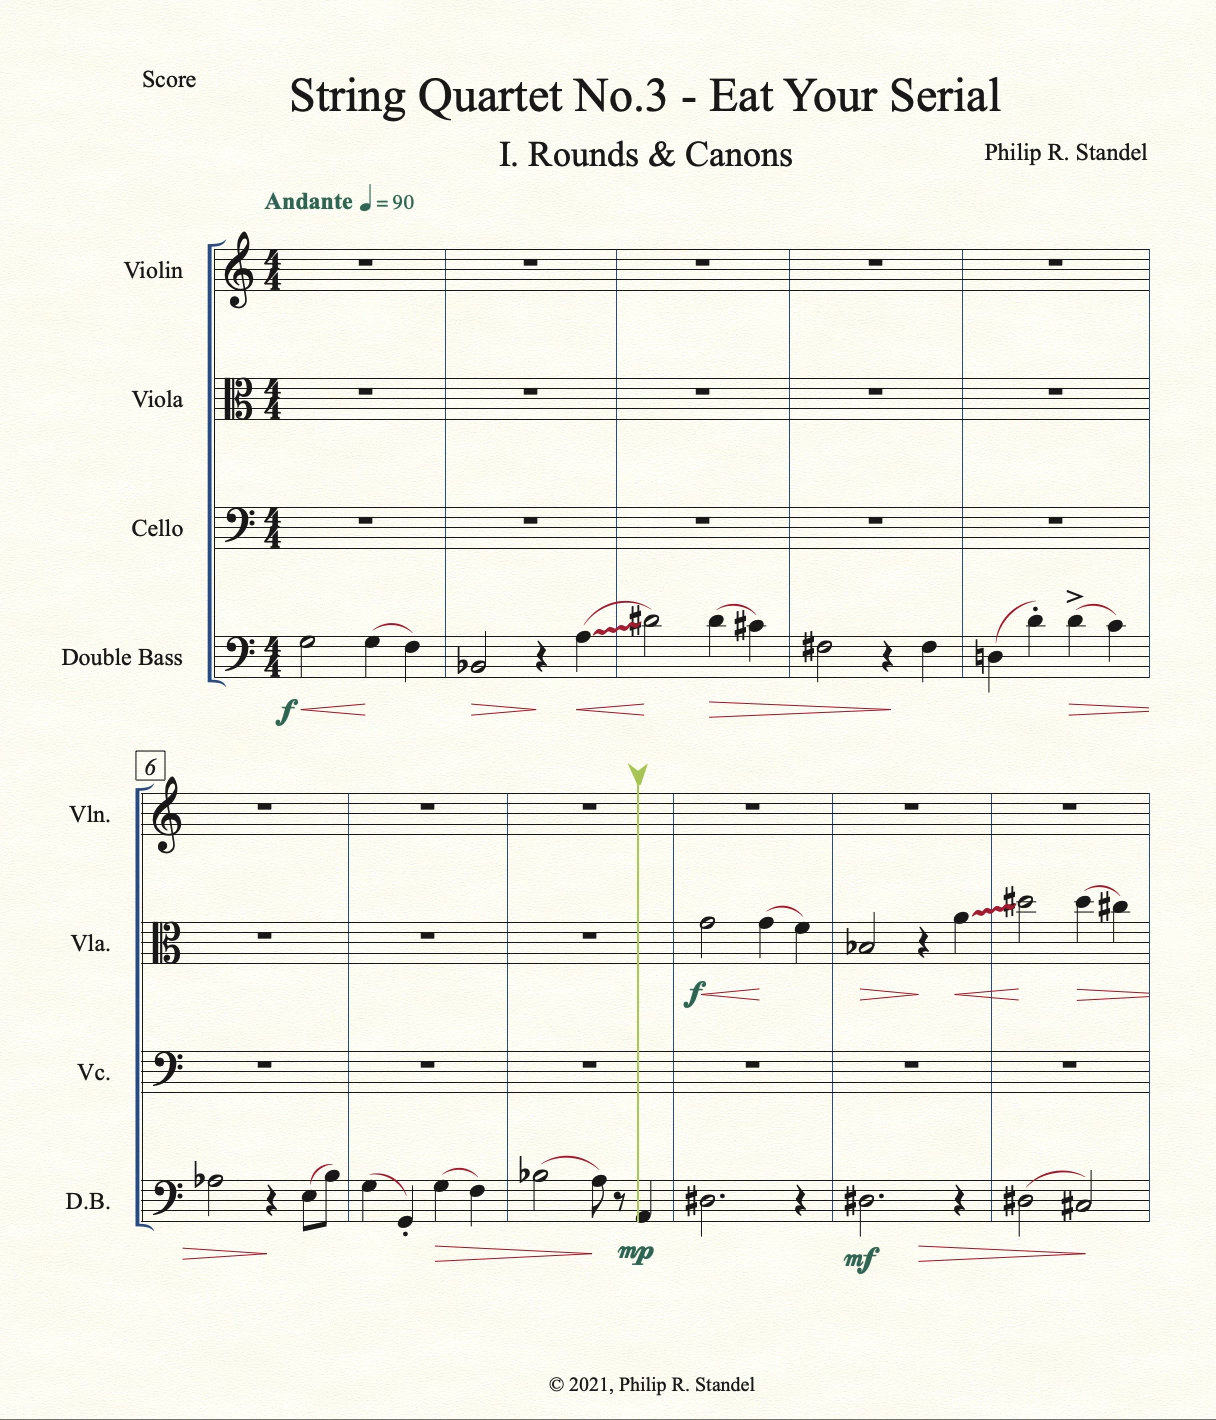 Score
String Quartet No.3 - Eat Your Serial
I. Rounds & Canons
Philip R. Standel
Andante ♩ = 90
Violin
Viola
Cello
Double Bass
f
6
Vln.
Vla.
f
Vc.
D.B.
mp
mf
© 2021, Philip R. Standel